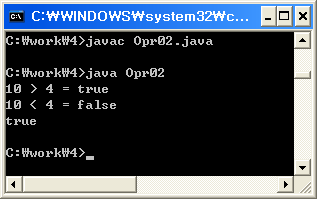 C:₩WINDOWS₩system32₩c...
C:₩work₩4>javac Opr02.java
C:₩work₩4>java Opr02
10 > 4 = true
10 < 4 = false
true
C:₩work₩4>